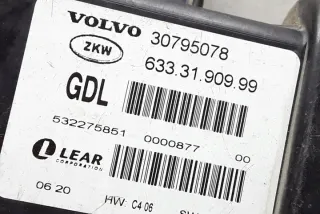 VOLVO 30795078
ZKW 633.31.909.99
GDL
532275851 0000877 00
LEAR
CORPORATION
06 20 HW C4 06